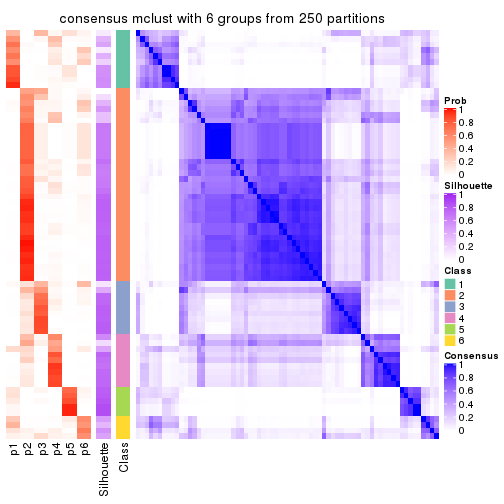 consensus mclust with 6 groups from 250 partitions
Prob
1
0.8
0.6
0.4
0.2
0
Silhouette
1
0.8
0.6
0.4
0.2
0
Class
1
2
3
4
5
6
Consensus
1
0.8
0.6
0.4
0.2
0
p1
p2
p3
p4
p5
p6
Silhouette
Class